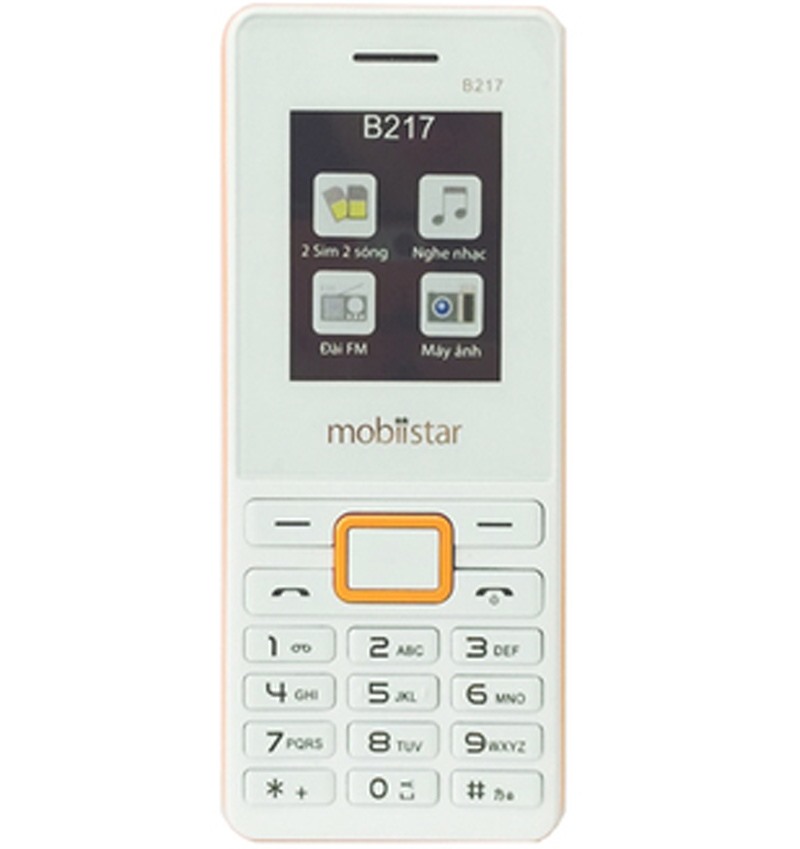 B217
B217
2 Sim 2 sóng
Nghe nhạc
Đài FM
Máy ảnh
mobiistar
1
2 ABC
3 DEF
4 GHI
5 JKL
6 MNO
7 PQRS
8 TUV
9 WXYZ
* +
0
#